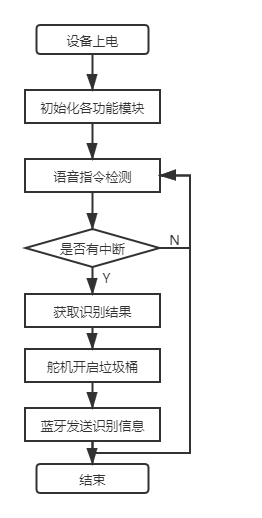 设备上电
初始化各功能模块
语音指令检测
是否有中断
N
Y
获取识别结果
舵机开启垃圾桶
蓝牙发送识别信息
结束